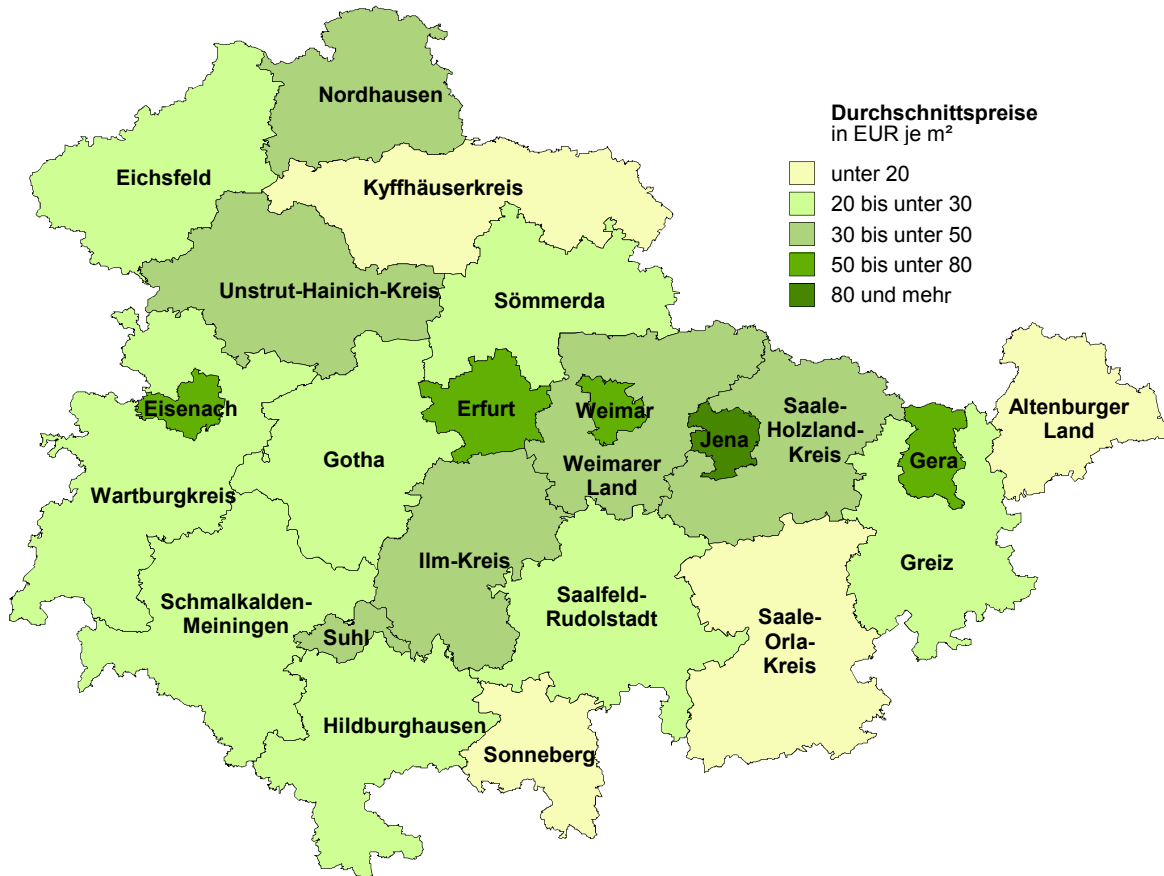 Nordhausen
Durchschnittspreise
in EUR je m²
unter 20
20 bis unter 30
30 bis unter 50
50 bis unter 80
80 und mehr
Eichsfeld
Kyffhäuserkreis
Unstrut-Hainich-Kreis
Sömmerda
Eisenach
Erfurt
Weimar
Saale-
Holzland-
Kreis
Altenburger
Land
Jena
Gotha
Weimarer
Land
Gera
Wartburgkreis
Ilm-Kreis
Greiz
Schmalkalden-
Meiningen
Saalfeld-
Rudolstadt
Saale-
Orla-
Kreis
Suhl
Hildburghausen
Sonneberg